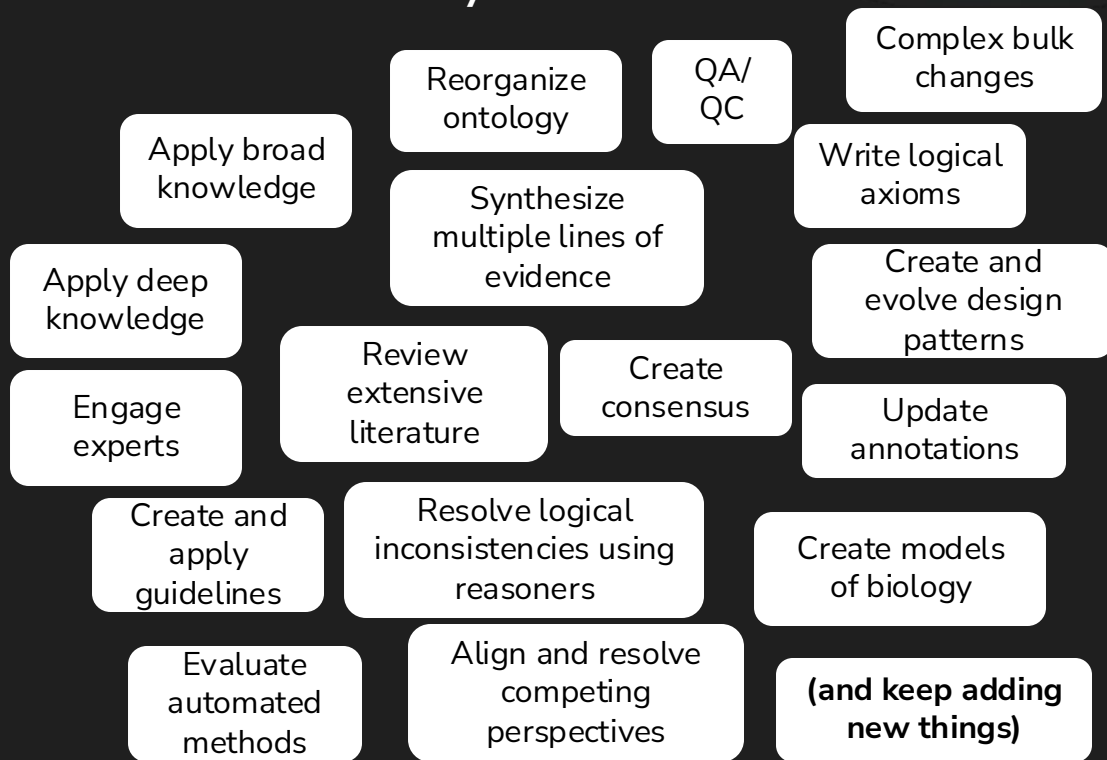 Complex bulk
changes
Reorganize
ontology
QA/
QC
Apply broad
knowledge
Write logical
axioms
Synthesize
multiple lines of
evidence
Apply deep
knowledge
Create and
evolve design
patterns
Review
extensive
literature
Create
consensus
Engage
experts
Update
annotations
Create and
apply
guidelines
Resolve logical
inconsistencies using
reasoners
Create models
of biology
Evaluate
automated
methods
Align and resolve
competing
perspectives
(and keep adding
new things)